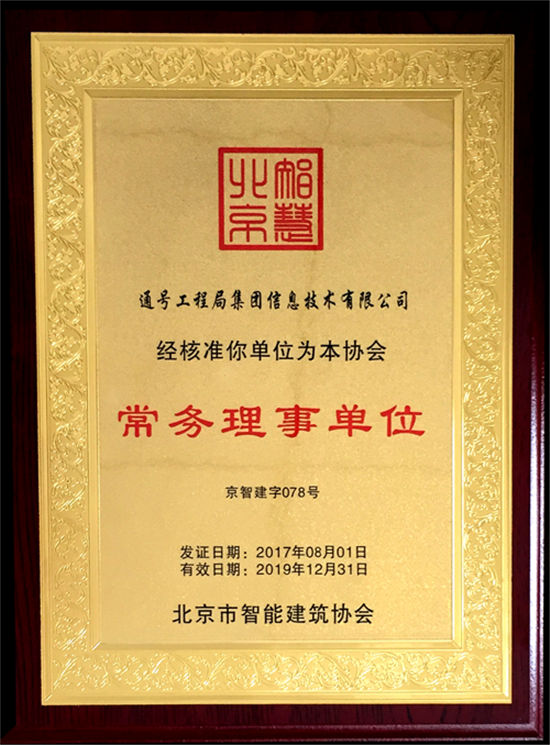 智慧
北京
通号工程局集团信息技术有限公司
经核准你单位为本协会
常务理事单位
京智建字078号
发证日期：2017年08月01日
有效日期：2019年12月31日
北京市智能建筑协会